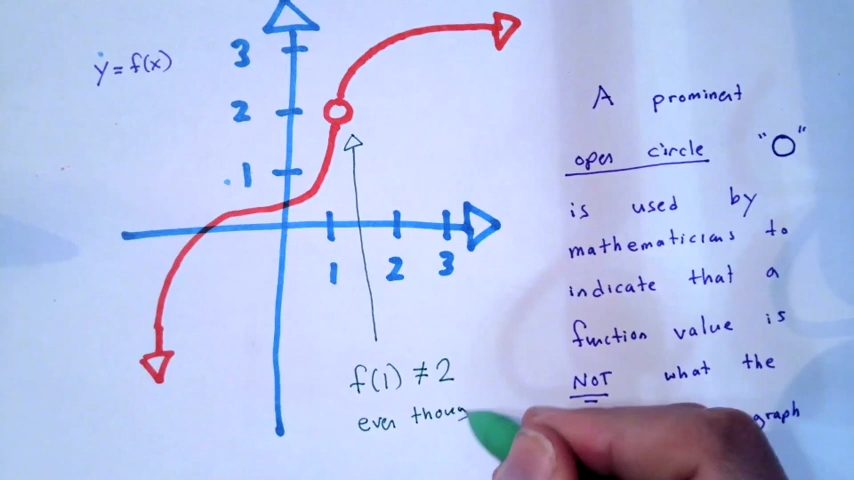 y = f(x)
3
2
1
1 2 3
f(1) ≠ 2
even thoug
A prominent
open circle "O"
is used by
mathematicians to
indicate that a
function value is
NOT what the
graph